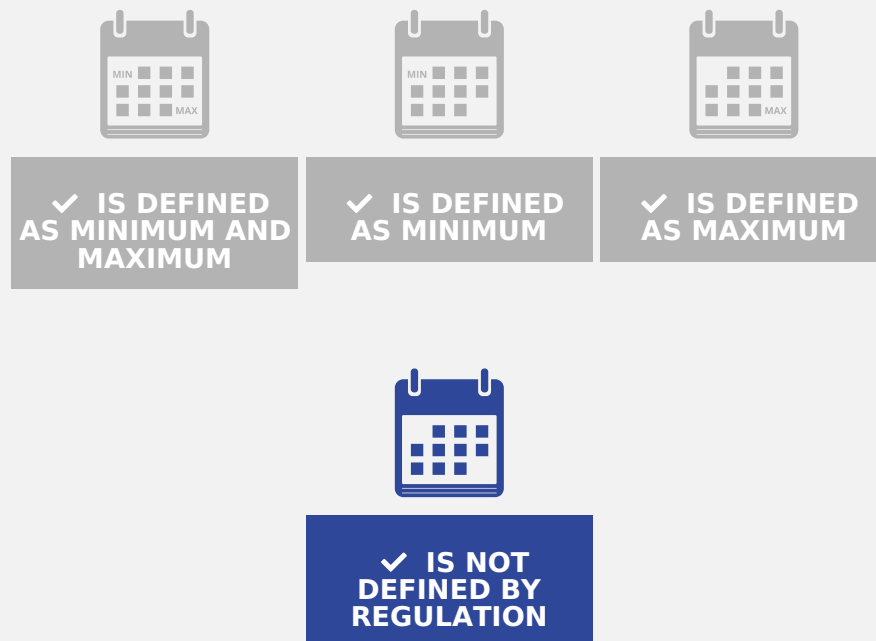 MIN
MAX
MIN
MAX
✓ IS DEFINED
AS MINIMUM AND
MAXIMUM
✓ IS DEFINED
AS MINIMUM
✓ IS DEFINED
AS MAXIMUM
✓ IS NOT
DEFINED BY
REGULATION